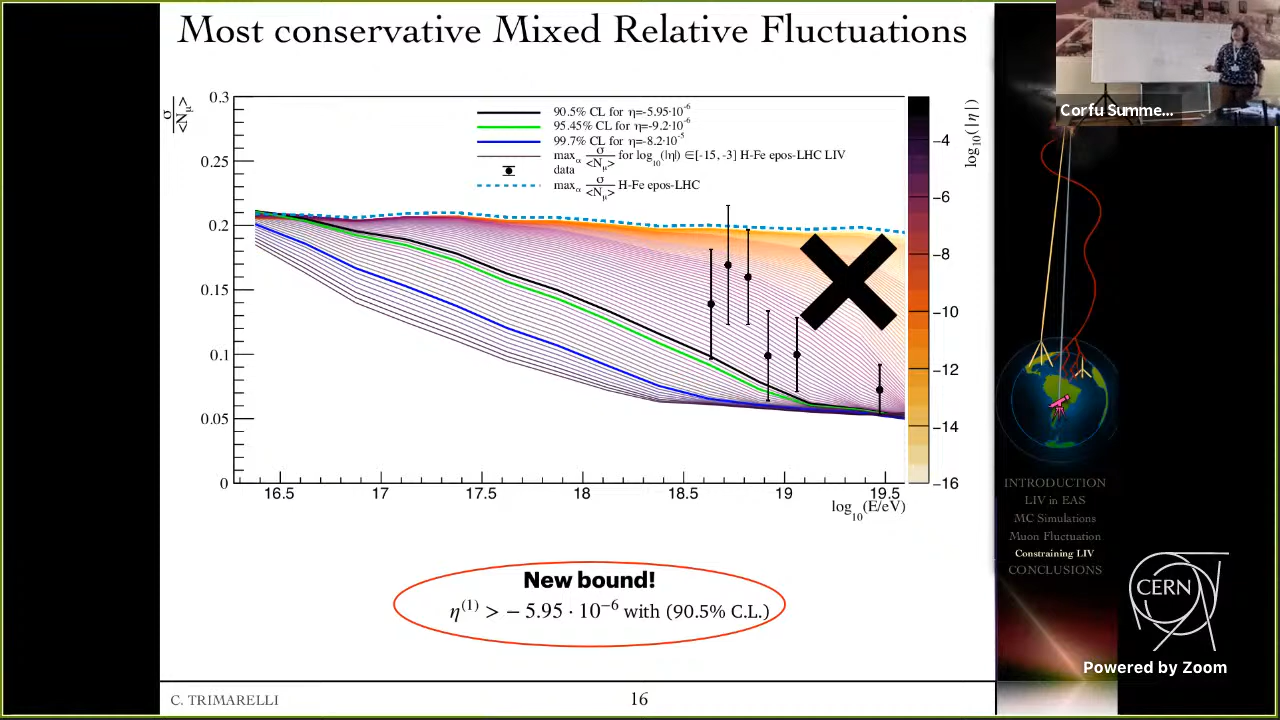 Most conservative Mixed Relative Fluctuations
σ
<Nμ>
0.3
0.25
0.2
0.15
0.1
0.05
0
90.5% CL for η=-5.95·10⁻⁶
95.45% CL for η=-9.2·10⁻⁶
99.7% CL for η=-8.2·10⁻⁵
maxα σ/<Nμ> for log₁₀(|η|) ∈[-15, -3] H-Fe epos-LHC LIV
data
maxα σ/<Nμ> H-Fe epos-LHC
16.5 17 17.5 18 18.5 19 19.5
log₁₀(E/eV)
log₁₀(|η|)
−4
−6
−8
−10
−12
−14
−16
New bound!
η⁽¹⁾ > − 5.95 · 10⁻⁶ with (90.5% C.L.)
C. TRIMARELLI
16
Corfu Summe...
INTRODUCTION
LIV in EAS
MC Simulations
Muon Fluctuation
Constraining LIV
CONCLUSIONS
CERN
Powered by Zoom